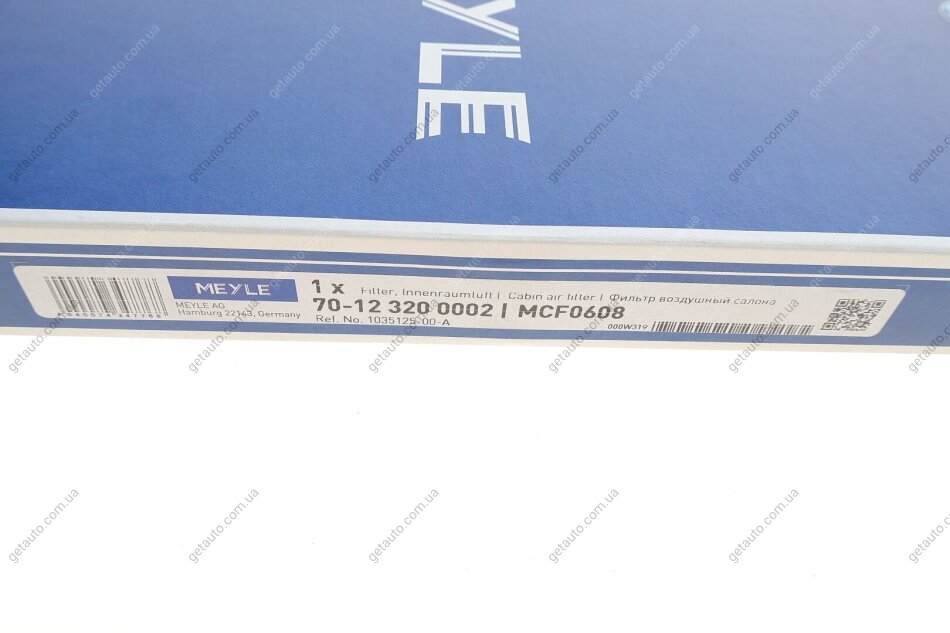 YLE
MEYLE
MEYLE AG
Hamburg 22143, Germany
1 x Filter, Innenraumluft | Cabin air filter | Фильтр воздушный салона
70-12 320 0002 | MCF0608
Ref. No. 1035125-00-A
000W319
getauto.com.ua